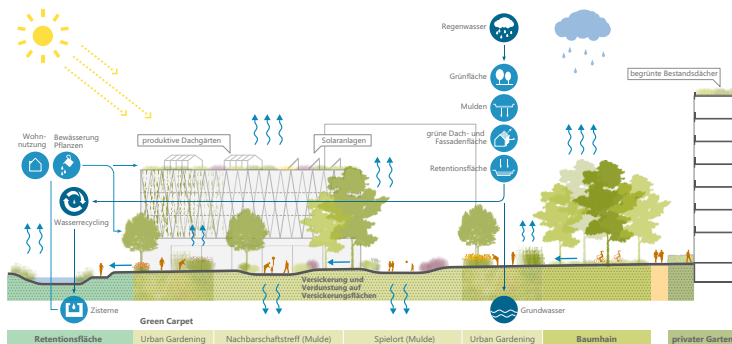 Regenwasser
begrünte Bestandsdächer
Grünfläche
Mulden
Wohn-
nutzung
Bewässerung
Pflanzen
produktive Dachgärten
Solaranlagen
grüne Dach- und
Fassadenfläche
Retentionsfläche
Wasserrecycling
Versickerung und
Verdunstung auf
Versickerungsflächen
Zisterne
Grundwasser
Green Carpet
Retentionsfläche
Urban Gardening
Nachbarschaftstreff (Mulde)
Spielort (Mulde)
Urban Gardening
Baumhain
privater Garten